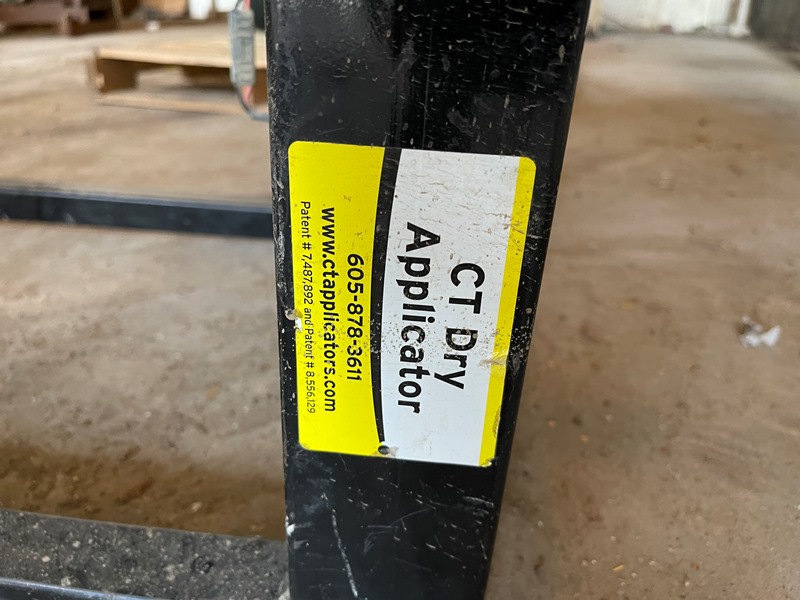 CT Dry
Applicator
605-878-3611
www.ctapplicators.com
Patent # 7,487,892 and Patent # 8,556,129